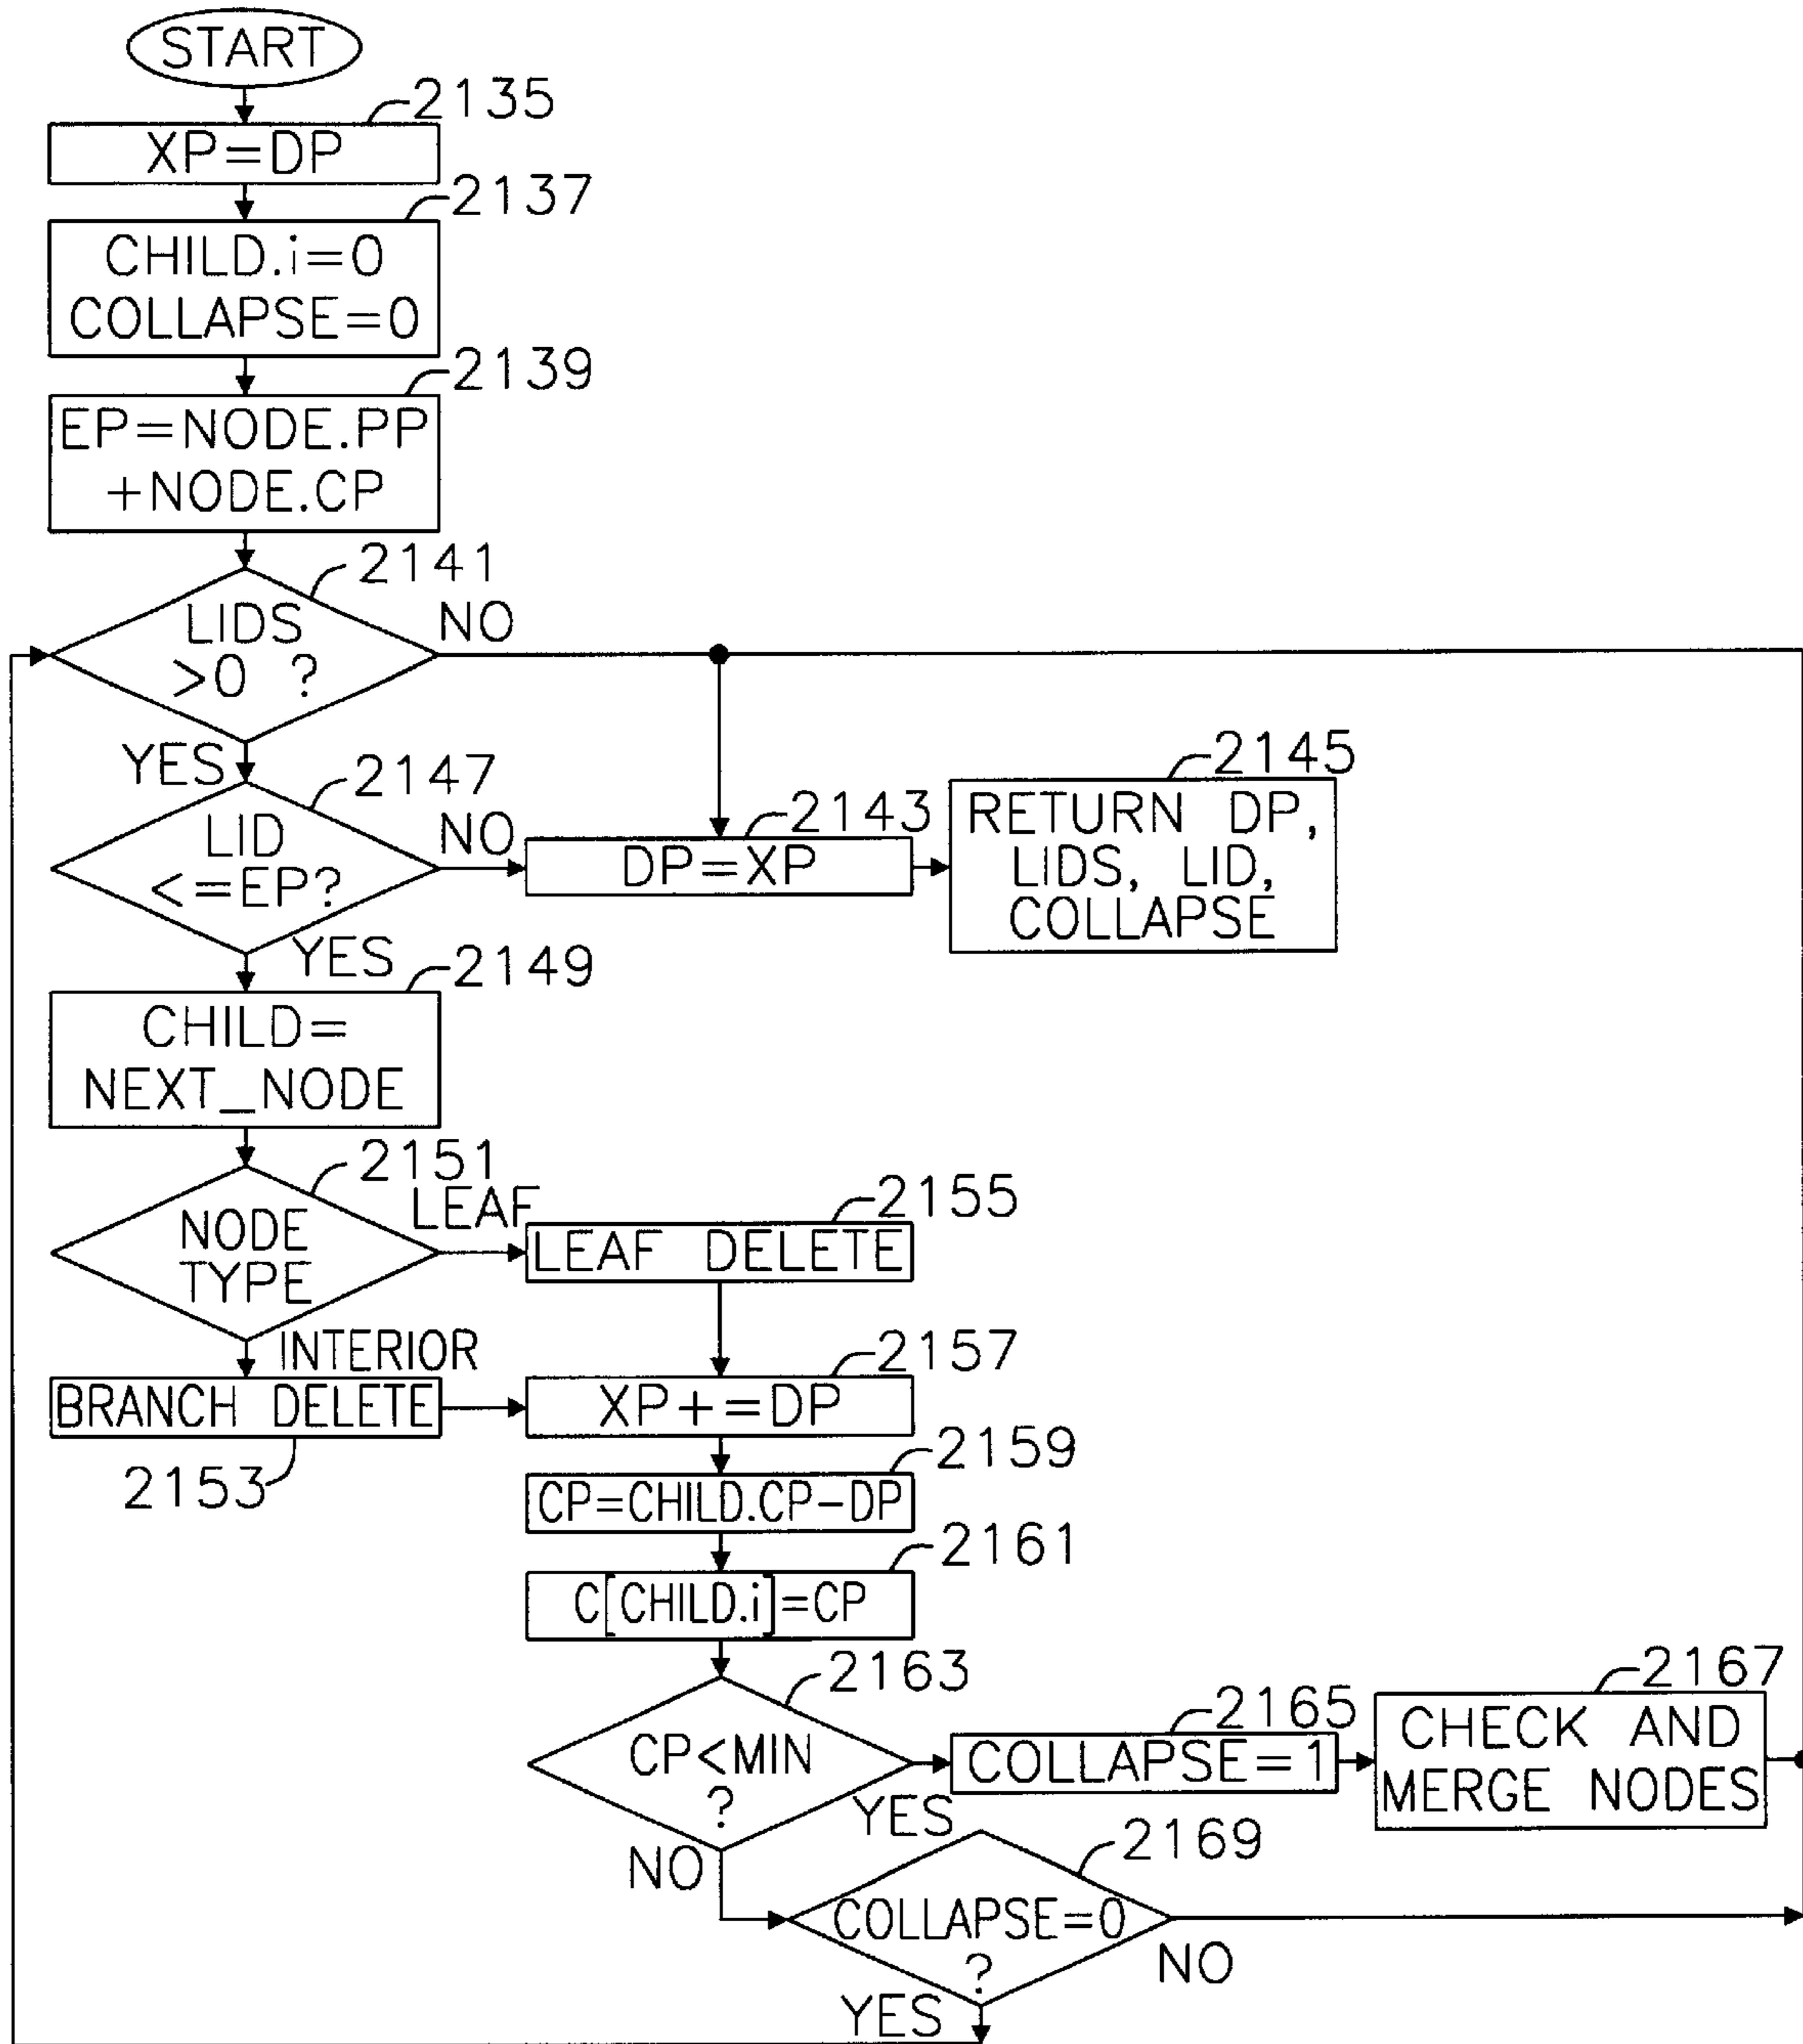 START
2135
XP=DP
2137
CHILD.i=0
COLLAPSE=0
2139
EP=NODE.PP
+NODE.CP
2141
LIDS
>0 ?
NO
YES
2147
LID
<=EP?
NO
2143
DP=XP
2145
RETURN DP,
LIDS, LID,
COLLAPSE
YES
2149
CHILD=
NEXT_NODE
2151
NODE
TYPE
LEAF
2155
LEAF DELETE
INTERIOR
BRANCH DELETE
2153
2157
XP+=DP
2159
CP=CHILD.CP-DP
2161
C[CHILD.i]=CP
2163
CP<MIN
?
YES
2165
COLLAPSE=1
2167
CHECK AND
MERGE NODES
NO
2169
COLLAPSE=0
?
NO
YES